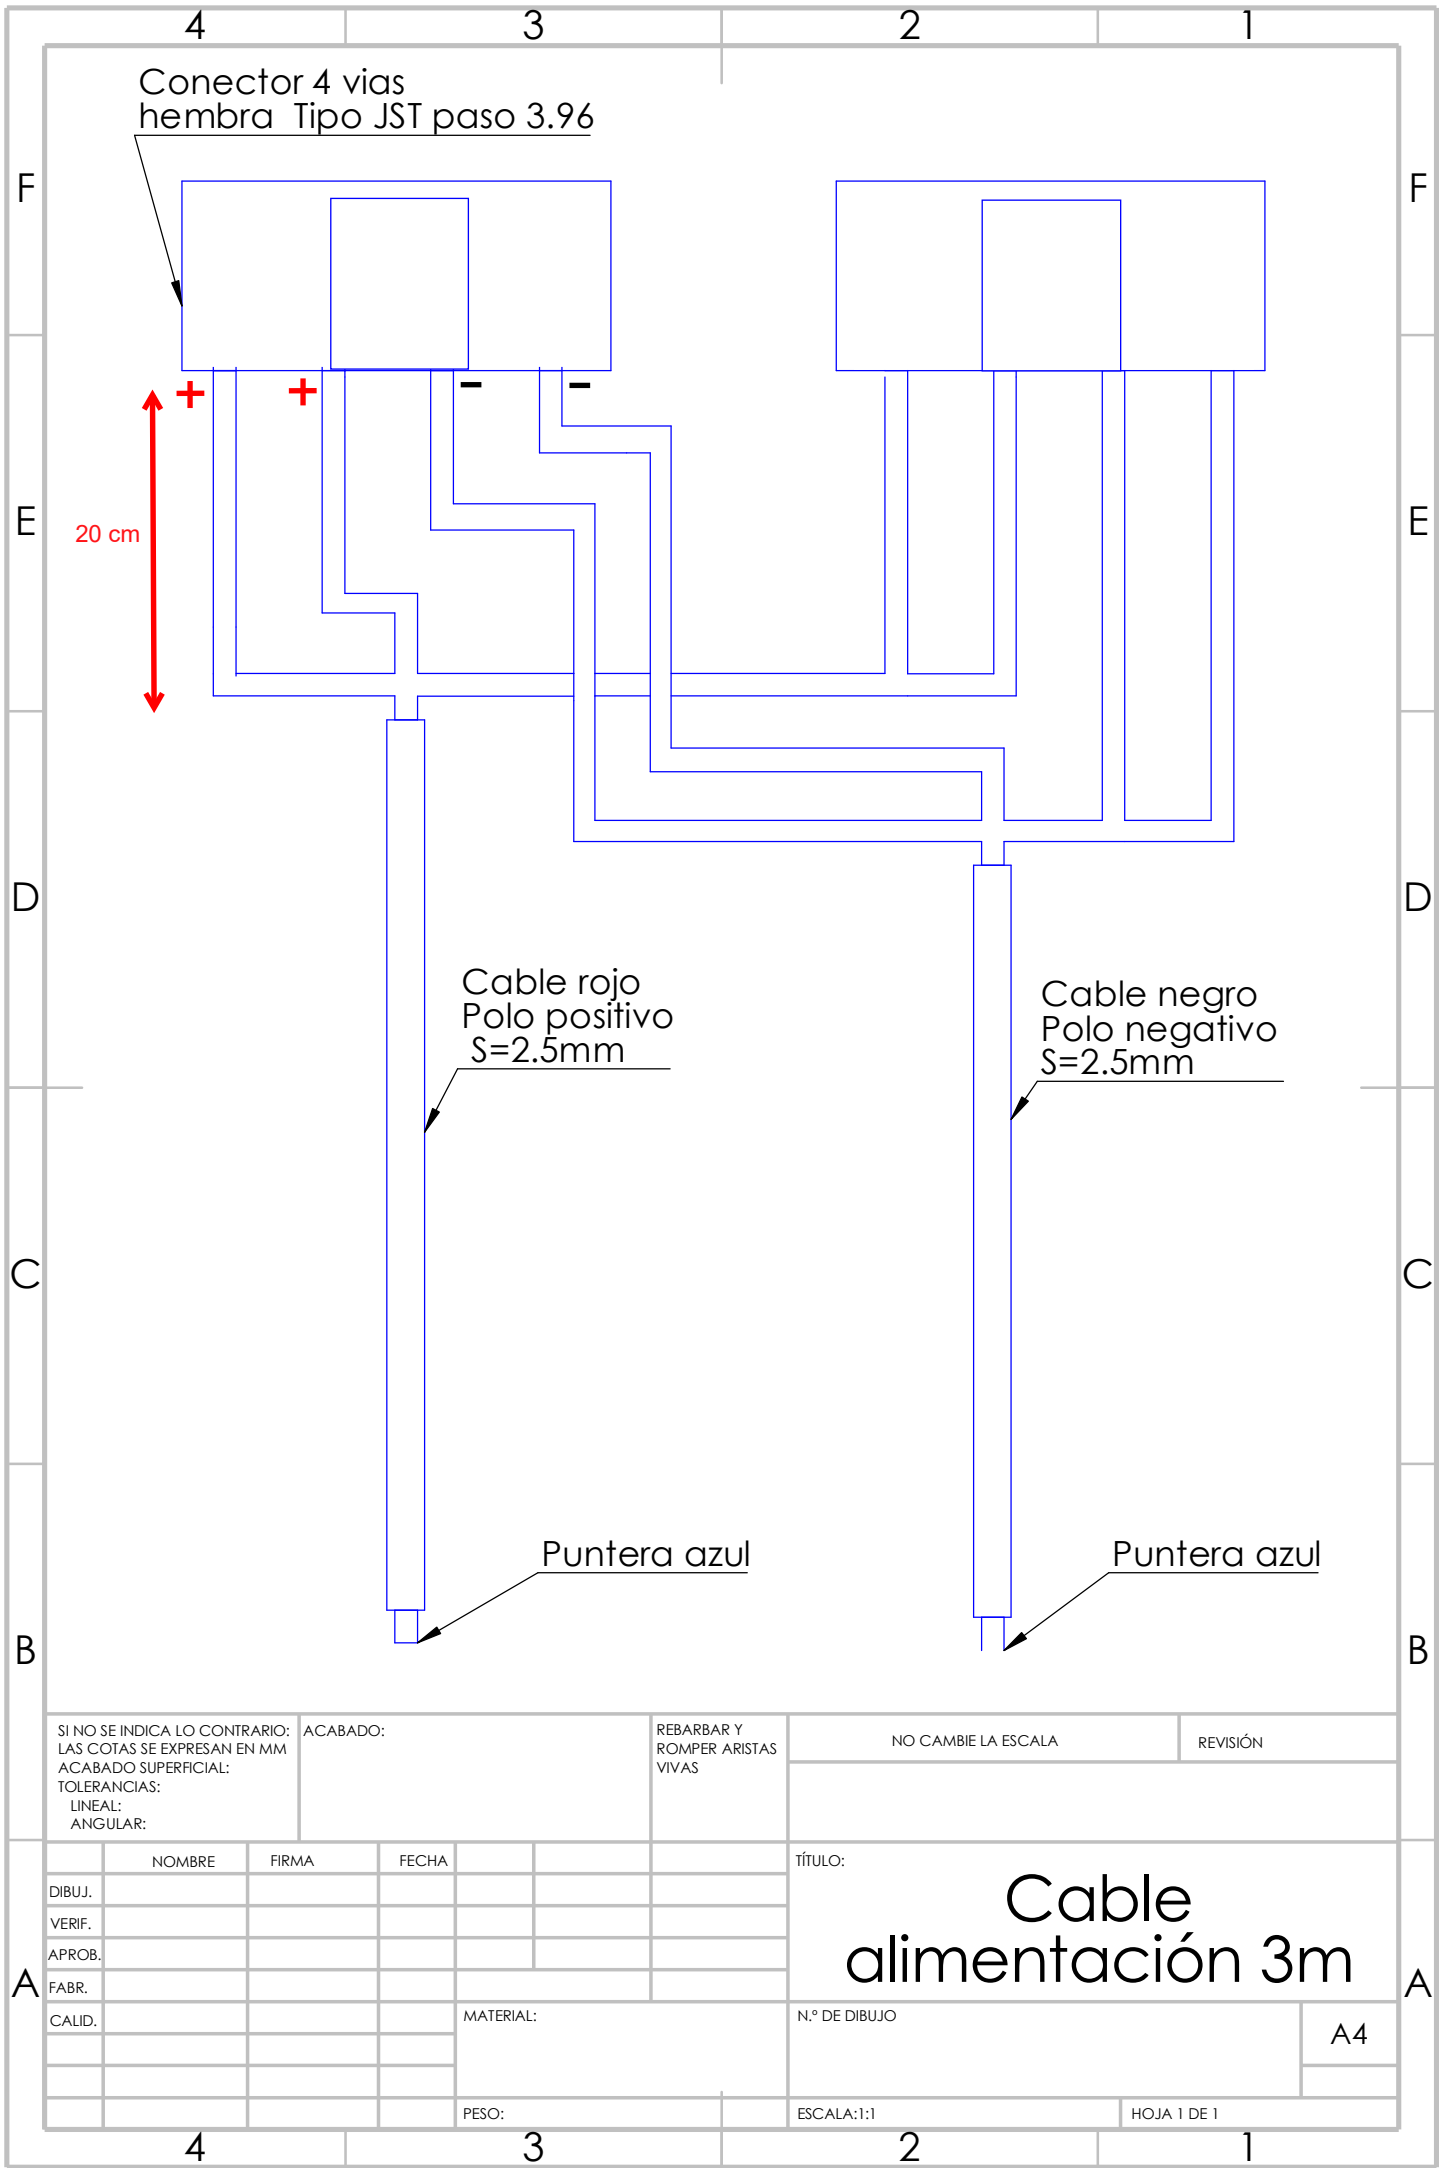 4 3 2 1
Conector 4 vias
hembra Tipo JST paso 3.96
F F
+ + - -
E E
20 cm
D D
Cable rojo
Polo positivo
S=2.5mm
Cable negro
Polo negativo
S=2.5mm
C C
Puntera azul
Puntera azul
B B
SI NO SE INDICA LO CONTRARIO:
LAS COTAS SE EXPRESAN EN MM
ACABADO SUPERFICIAL:
TOLERANCIAS:
LINEAL:
ANGULAR:
ACABADO:
REBARBAR Y
ROMPER ARISTAS
VIVAS
NO CAMBIE LA ESCALA
REVISIÓN
NOMBRE FIRMA FECHA
DIBUJ.
VERIF.
APROB.
FABR.
CALID.
TÍTULO:
Cable
alimentación 3m
A A
MATERIAL:
N.º DE DIBUJO
A4
PESO:
ESCALA:1:1
HOJA 1 DE 1
4 3 2 1